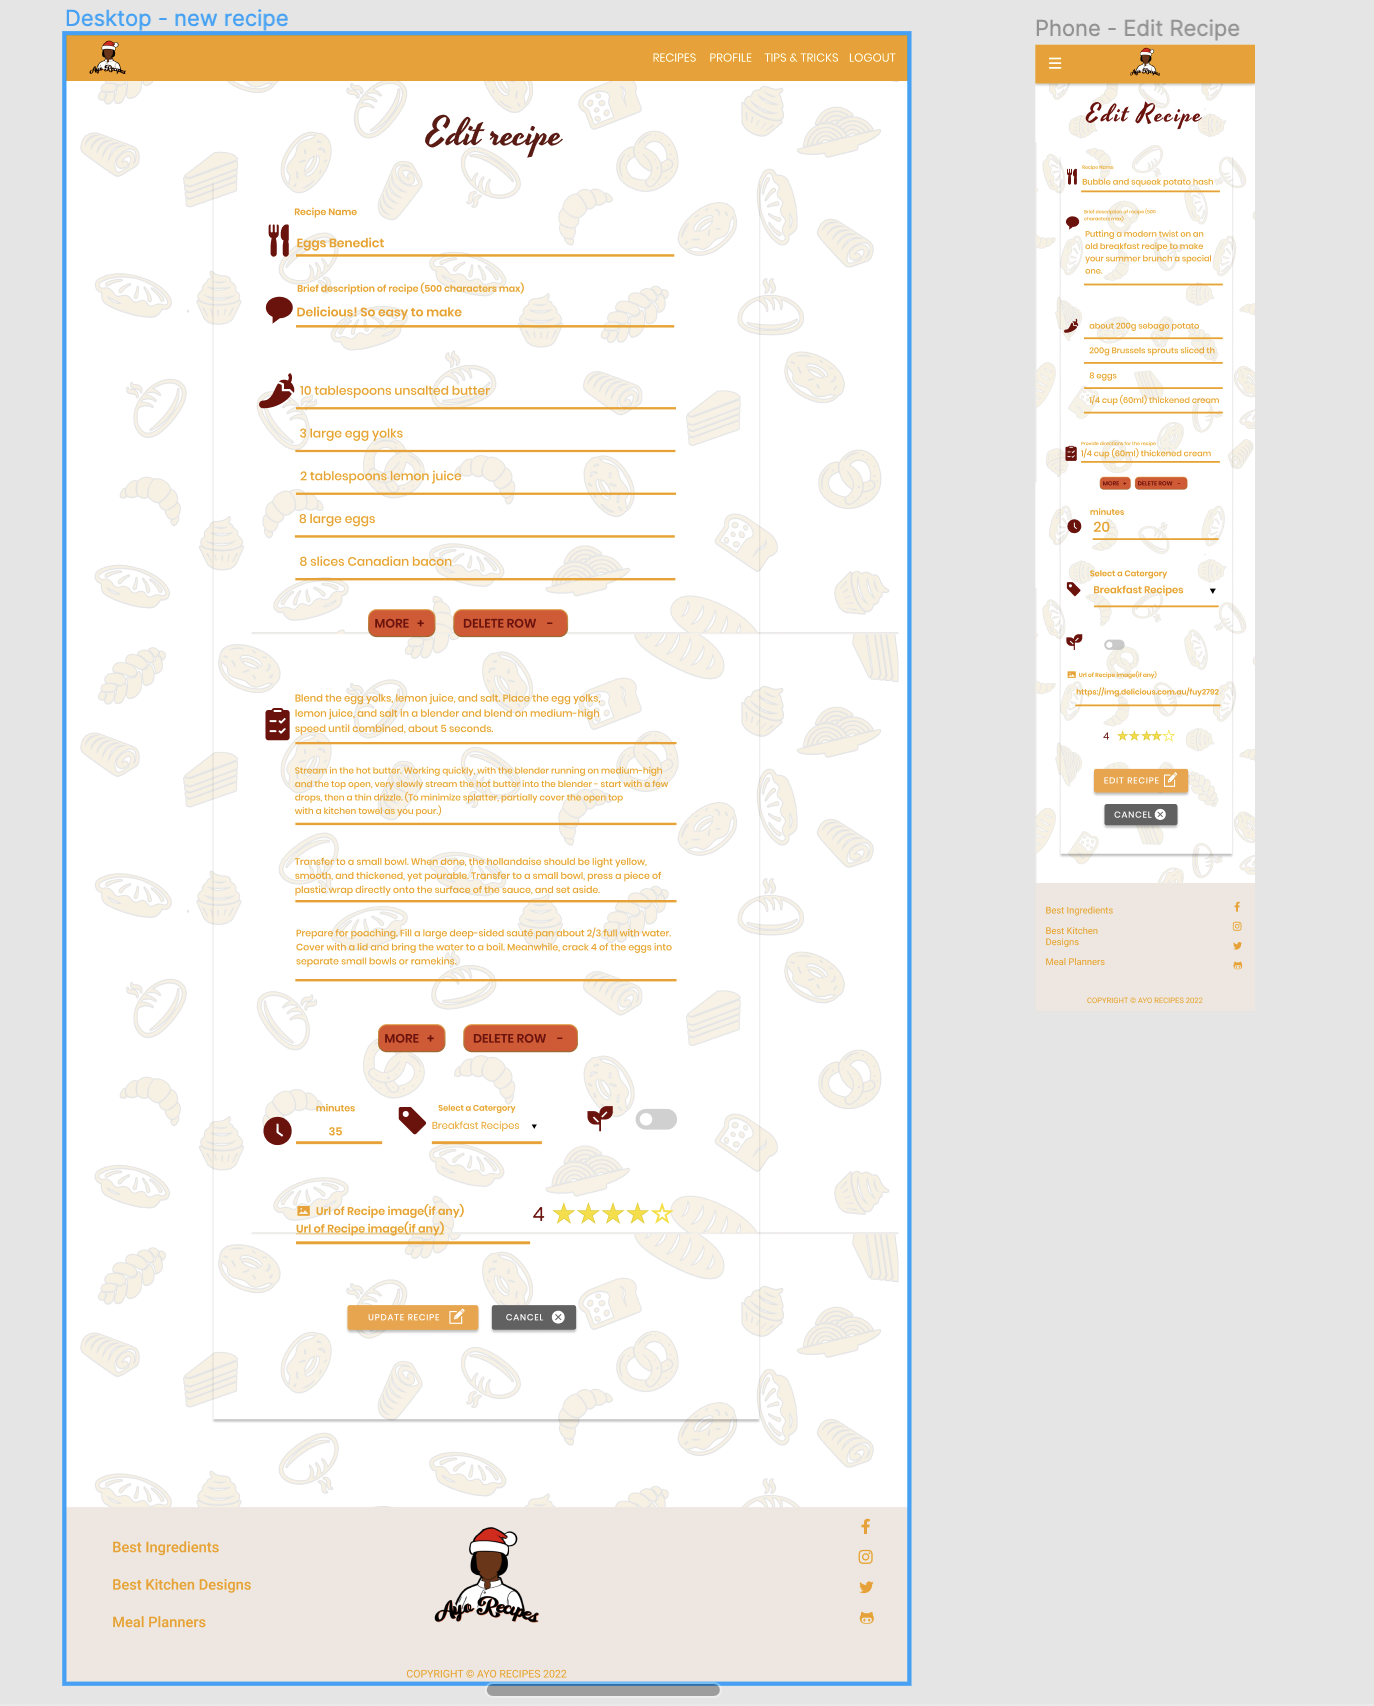 Desktop - new recipe
Ayo Recipes
RECIPES PROFILE TIPS & TRICKS LOGOUT
Edit recipe
Recipe Name
Eggs Benedict
Brief description of recipe (500 characters max)
Delicious! So easy to make
10 tablespoons unsalted butter
3 large egg yolks
2 tablespoons lemon juice
8 large eggs
8 slices Canadian bacon
MORE + DELETE ROW -
Blend the egg yolks, lemon juice, and salt. Place the egg yolks,
lemon juice, and salt in a blender and blend on medium-high
speed until combined, about 5 seconds.
Stream in the hot butter. Working quickly, with the blender running on medium-high
and the top open, very slowly stream the hot butter into the blender - start with a few
drops, then a thin drizzle. (To minimize splatter, partially cover the open top
with a kitchen towel as you pour.)
Transfer to a small bowl. When done, the hollandaise should be light yellow,
smooth, and thickened, yet pourable. Transfer to a small bowl, press a piece of
plastic wrap directly onto the surface of the sauce, and set aside.
Prepare for poaching. Fill a large deep-sided sauté pan about 2/3 full with water.
Cover with a lid and bring the water to a boil. Meanwhile, crack 4 of the eggs into
separate small bowls or ramekins.
MORE + DELETE ROW -
minutes
35
Select a Catergory
Breakfast Recipes
Url of Recipe image(if any)
Url of Recipe image(if any)
4
UPDATE RECIPE
CANCEL
Best Ingredients
Best Kitchen Designs
Meal Planners
Ayo Recipes
COPYRIGHT © AYO RECIPES 2022
Phone - Edit Recipe
Ayo Recipes
Edit Recipe
Recipe Name
Bubble and squeak potato hash
Brief description of recipe (500
characters max)
Putting a modern twist on an
old breakfast recipe to make
your summer brunch a special
one.
about 200g sebago potato
200g Brussels sprouts sliced th
8 eggs
1/4 cup (60ml) thickened cream
Provide directions for the recipe
1/4 cup (60ml) thickened cream
MORE + DELETE ROW -
minutes
20
Select a Catergory
Breakfast Recipes
Url of Recipe image(if any)
https://img.delicious.com.au/fuy2792
4
EDIT RECIPE
CANCEL
Best Ingredients
Best Kitchen
Designs
Meal Planners
COPYRIGHT © AYO RECIPES 2022